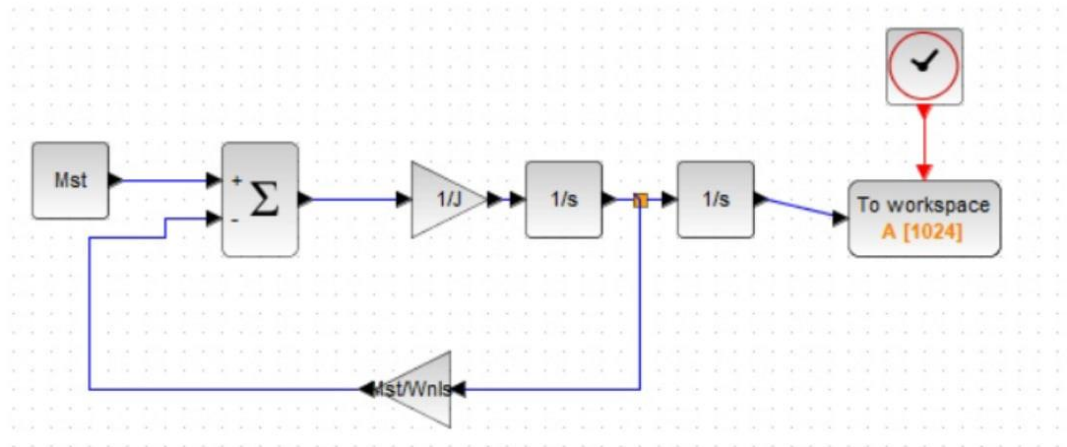 Mst
+
-
Σ
1/J
1/s
1/s
To workspace
A [1024]
Mst/Wnls